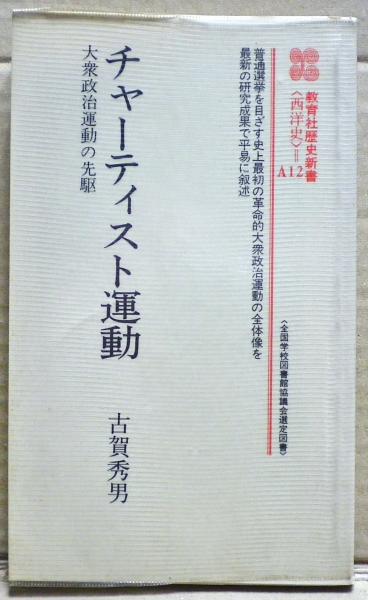 教育社歴史新書
〈西洋史〉=A12
〈全国学校図書館協議会選定図書〉
普通選挙を目ざす史上最初の革命的大衆政治運動の全体像を
最新の研究成果で平易に叙述
チャーティスト運動
大衆政治運動の先駆
古賀秀男